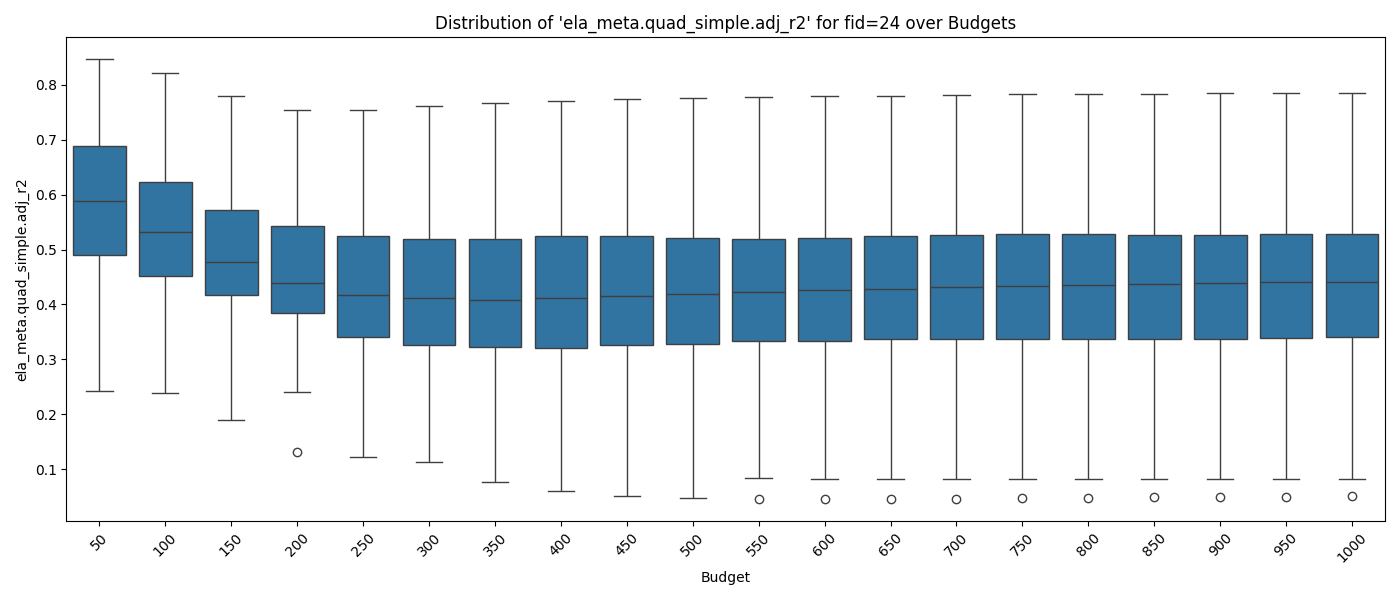 Distribution of 'ela_meta.quad_simple.adj_r2' for fid=24 over Budgets
ela_meta.quad_simple.adj_r2
0.8
0.7
0.6
0.5
0.4
0.3
0.2
0.1
50 100 150 200 250 300 350 400 450 500 550 600 650 700 750 800 850 900 950 1000
Budget